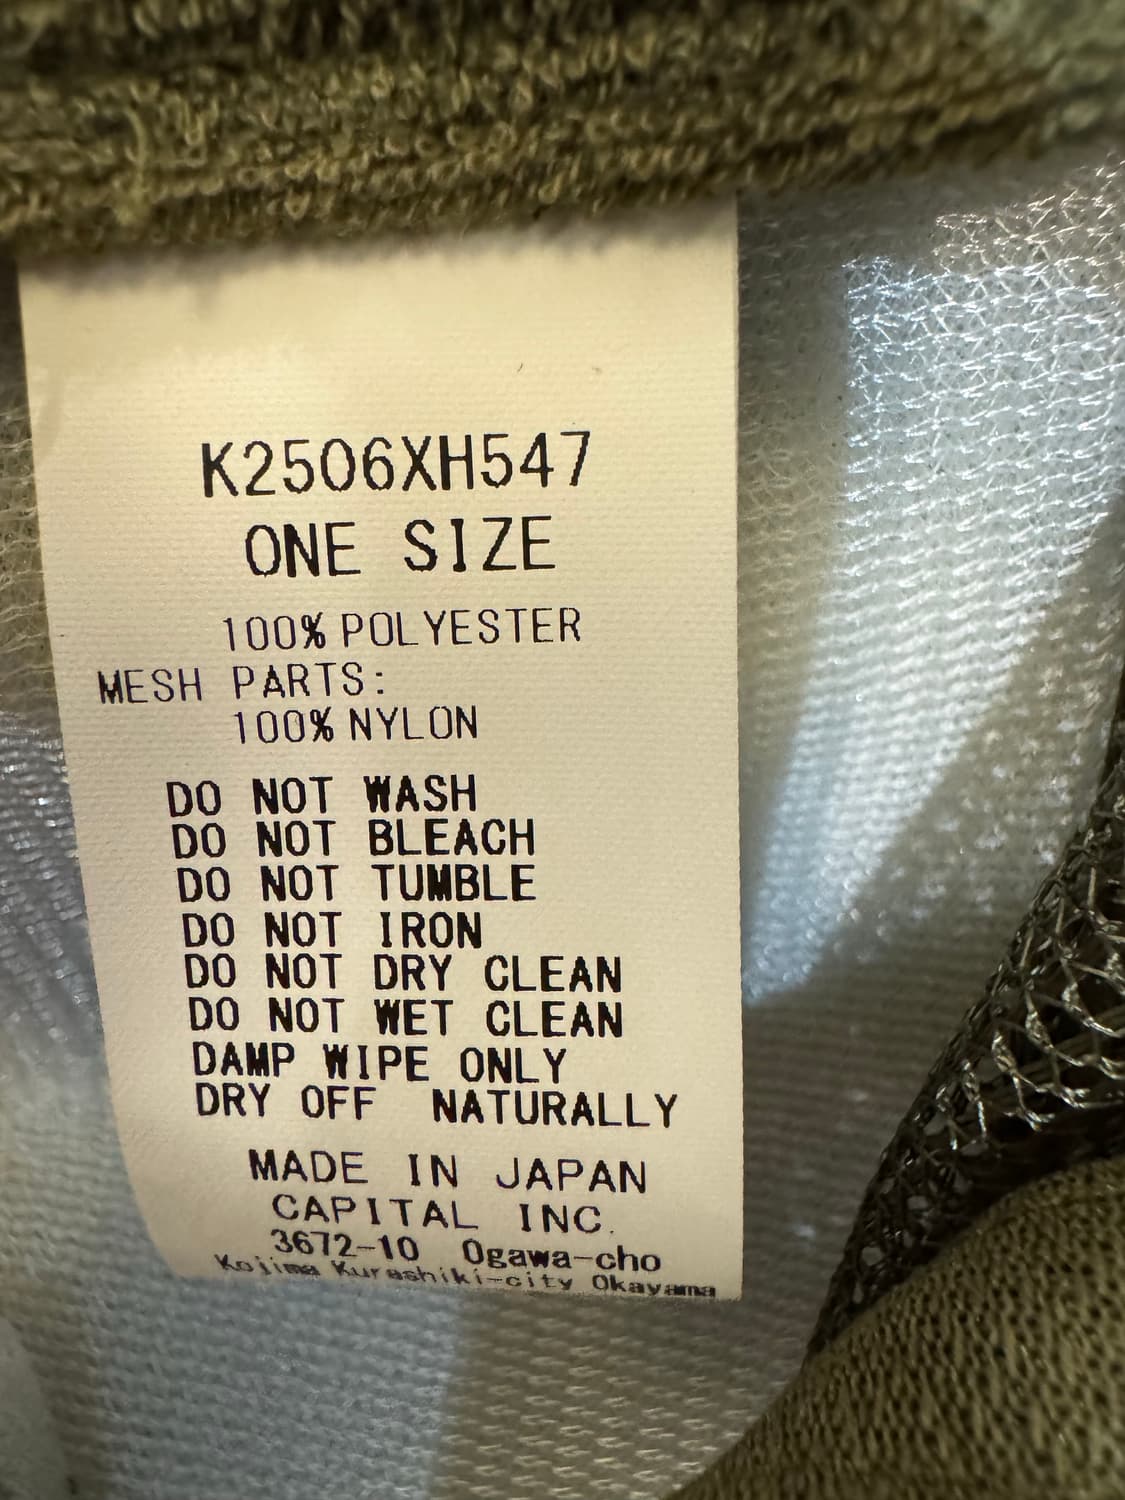 K2506XH547
ONE SIZE
100% POLYESTER
MESH PARTS:
100% NYLON
DO NOT WASH
DO NOT BLEACH
DO NOT TUMBLE
DO NOT IRON
DO NOT DRY CLEAN
DO NOT WET CLEAN
DAMP WIPE ONLY
DRY OFF NATURALLY
MADE IN JAPAN
CAPITAL INC.
3672-10 Ogawa-cho
Kojima Kurashiki-city Okayama